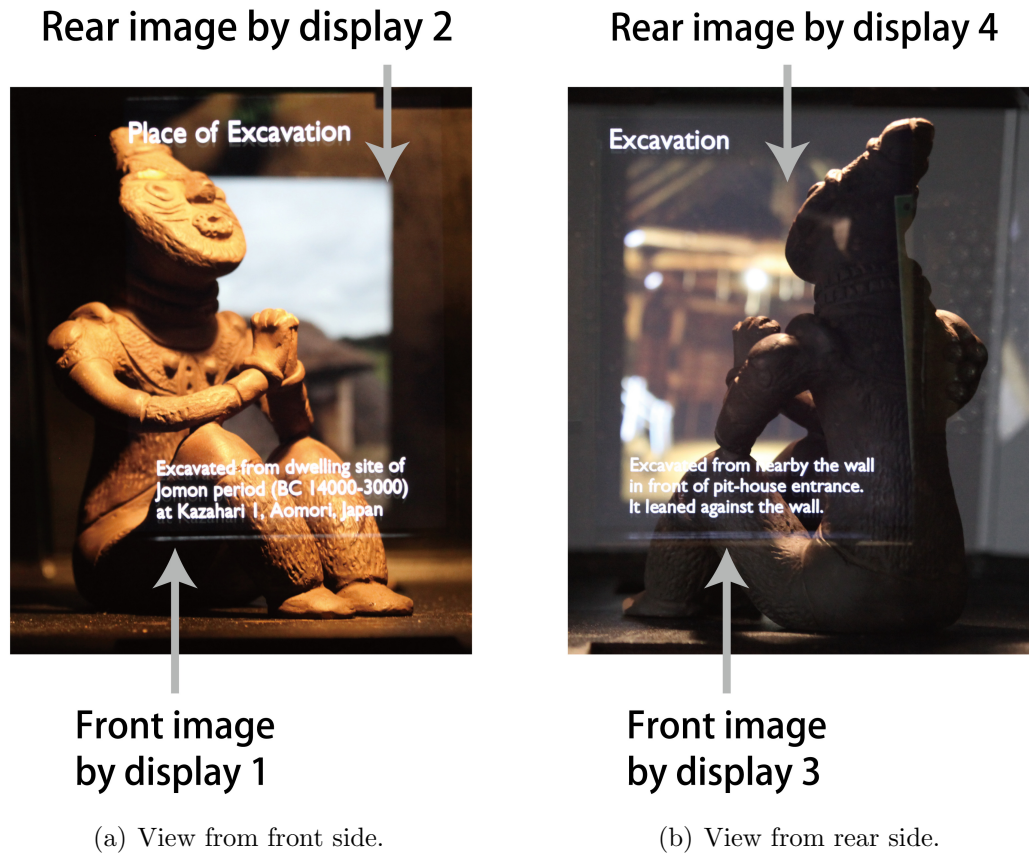 Rear image by display 2
Place of Excavation
Excavated from dwelling site of
Jomon period (BC 14000-3000)
at Kazahari 1, Aomori, Japan
Front image
by display 1
(a) View from front side.
Rear image by display 4
Excavation
Excavated from nearby the wall
in front of pit-house entrance.
It leaned against the wall.
Front image
by display 3
(b) View from rear side.